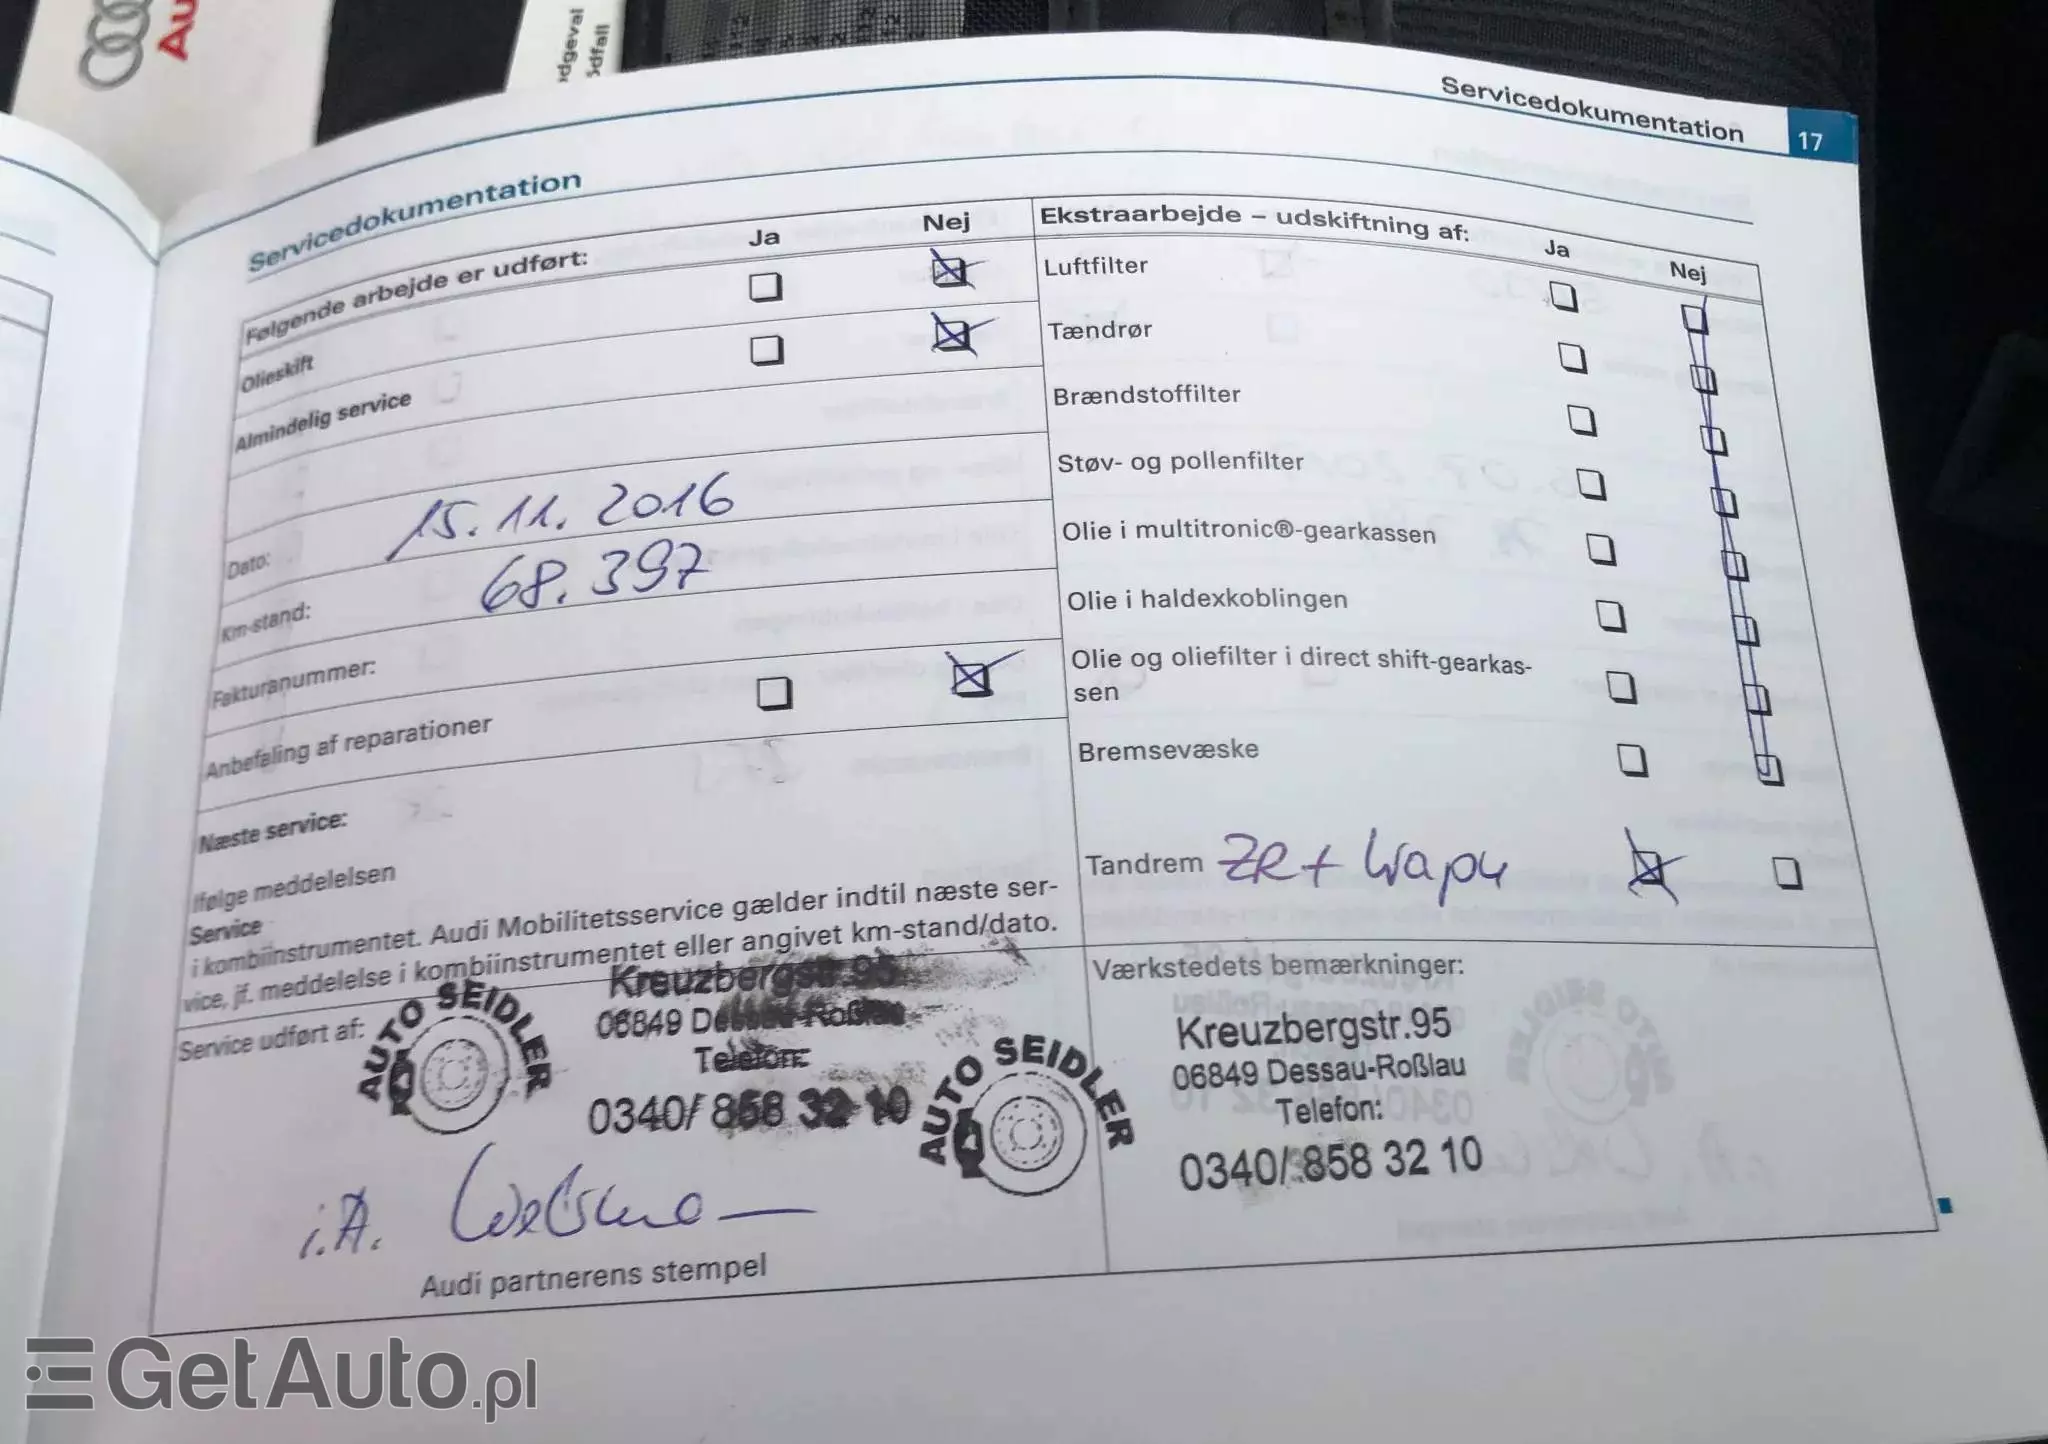 Au
ødgeval
ödfall
Servicedokumentation 17
Servicedokumentation
Følgende arbejde er udført: Ja Nej
Olieskift
Almindelig service
Dato: 15.11.2016
Km-stand: 68.397
Fakturanummer:
Anbefaling af reparationer
Næste service:
Ifølge meddelelsen
Service
i kombiinstrumentet. Audi Mobilitetsservice gælder indtil næste ser-
vice, jf. meddelelse i kombiinstrumentet eller angivet km-stand/dato.
Service udført af:
AUTO SEIDLER
Kreuzbergstr.95
06849 Dessau-Roßlau
Telefon:
0340/ 858 32 10
i.A.
Audi partnerens stempel
Ekstraarbejde – udskiftning af: Ja Nej
Luftfilter
Tændrør
Brændstoffilter
Støv- og pollenfilter
Olie i multitronic®-gearkassen
Olie i haldexkoblingen
Olie og oliefilter i direct shift-gearkas-
sen
Bremsevæske
Tandrem ZR + Wapu
Værkstedets bemærkninger:
AUTO SEIDLER
Kreuzbergstr.95
06849 Dessau-Roßlau
Telefon:
0340/ 858 32 10
GetAuto.pl